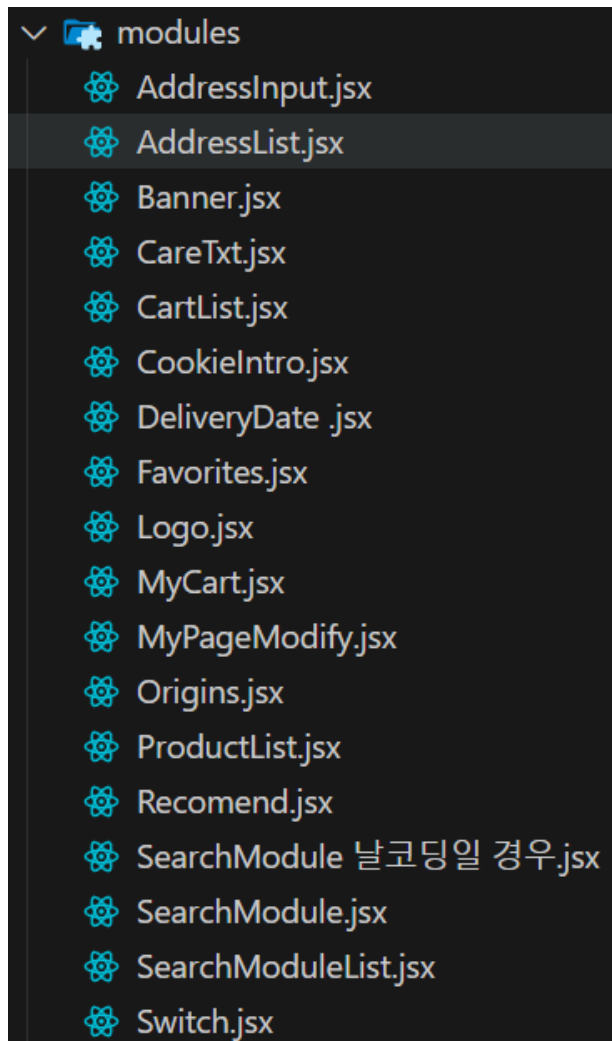 modules
AddressInput.jsx
AddressList.jsx
Banner.jsx
CareTxt.jsx
CartList.jsx
CookieIntro.jsx
DeliveryDate .jsx
Favorites.jsx
Logo.jsx
MyCart.jsx
MyPageModify.jsx
Origins.jsx
ProductList.jsx
Recomend.jsx
SearchModule 날코딩일 경우.jsx
SearchModule.jsx
SearchModuleList.jsx
Switch.jsx